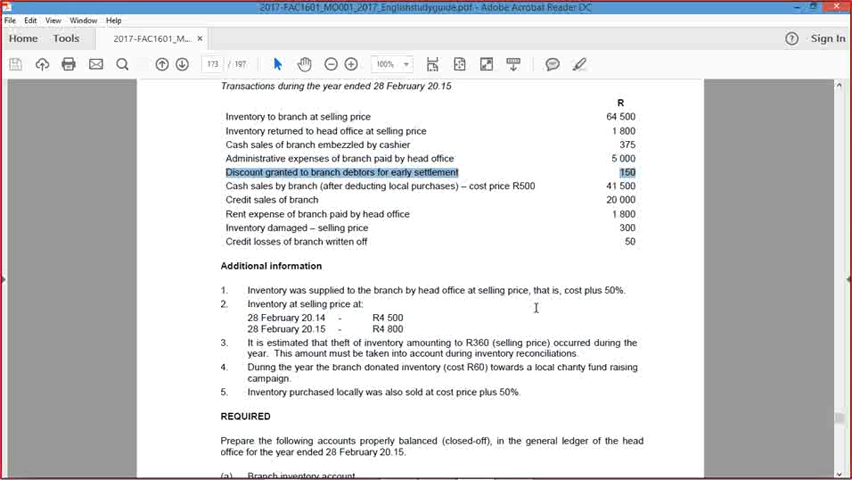 2017-FAC1601_MO001_2017_Englishstudyguide.pdf - Adobe Acrobat Reader DC
File Edit View Window Help
Home Tools 2017-FAC1601_M... × Sign In
173 / 197 100%
Transactions during the year ended 28 February 20.15
R
Inventory to branch at selling price 64 500
Inventory returned to head office at selling price 1 800
Cash sales of branch embezzled by cashier 375
Administrative expenses of branch paid by head office 5 000
Discount granted to branch debtors for early settlement 150
Cash sales by branch (after deducting local purchases) – cost price R500 41 500
Credit sales of branch 20 000
Rent expense of branch paid by head office 1 800
Inventory damaged – selling price 300
Credit losses of branch written off 50
Additional information
1. Inventory was supplied to the branch by head office at selling price, that is, cost plus 50%.
2. Inventory at selling price at:
28 February 20.14 - R4 500
28 February 20.15 - R4 800
3. It is estimated that theft of inventory amounting to R360 (selling price) occurred during the
year. This amount must be taken into account during inventory reconciliations.
4. During the year the branch donated inventory (cost R60) towards a local charity fund raising
campaign.
5. Inventory purchased locally was also sold at cost price plus 50%.
REQUIRED
Prepare the following accounts properly balanced (closed-off), in the general ledger of the head
office for the year ended 28 February 20.15.
(a) Branch inventory account